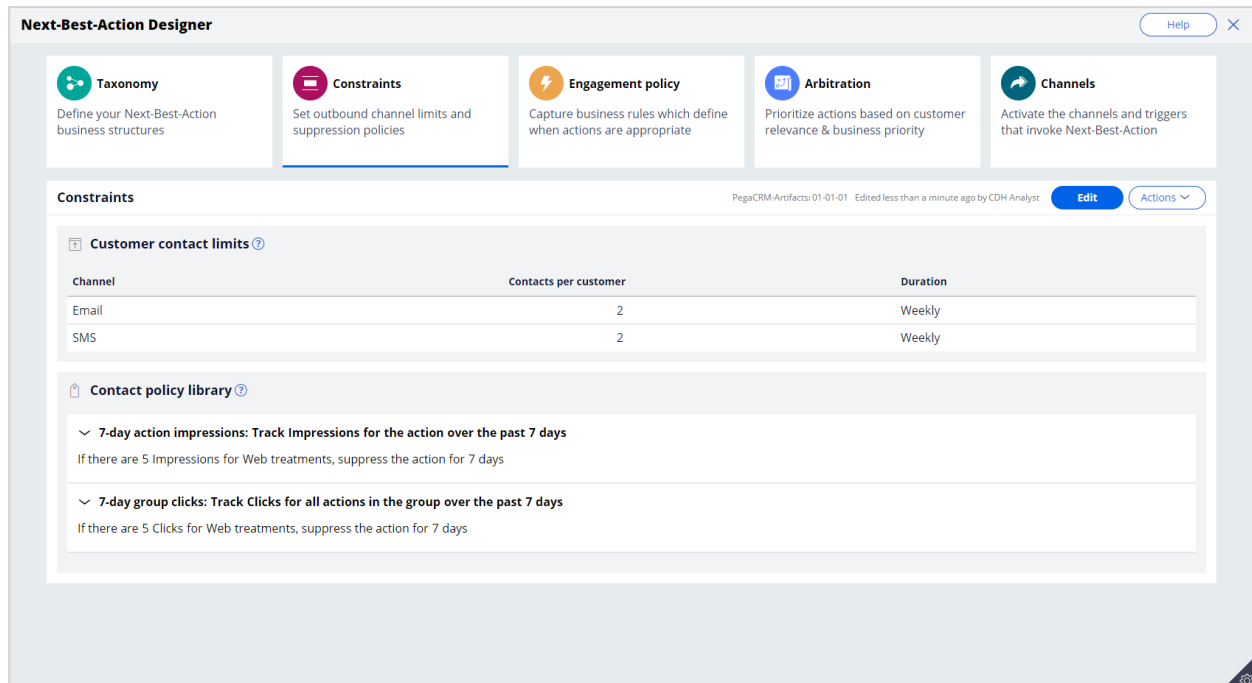 Next-Best-Action Designer
Help
Taxonomy
Define your Next-Best-Action
business structures
Constraints
Set outbound channel limits and
suppression policies
Engagement policy
Capture business rules which define
when actions are appropriate
Arbitration
Prioritize actions based on customer
relevance & business priority
Channels
Activate the channels and triggers
that invoke Next-Best-Action
Constraints
PegaCRM-Artifacts: 01-01-01 Edited less than a minute ago by CDH Analyst
Edit
Actions
Customer contact limits ?
Channel Contacts per customer Duration
Email 2 Weekly
SMS 2 Weekly
Contact policy library ?
7-day action impressions: Track Impressions for the action over the past 7 days
If there are 5 Impressions for Web treatments, suppress the action for 7 days
7-day group clicks: Track Clicks for all actions in the group over the past 7 days
If there are 5 Clicks for Web treatments, suppress the action for 7 days